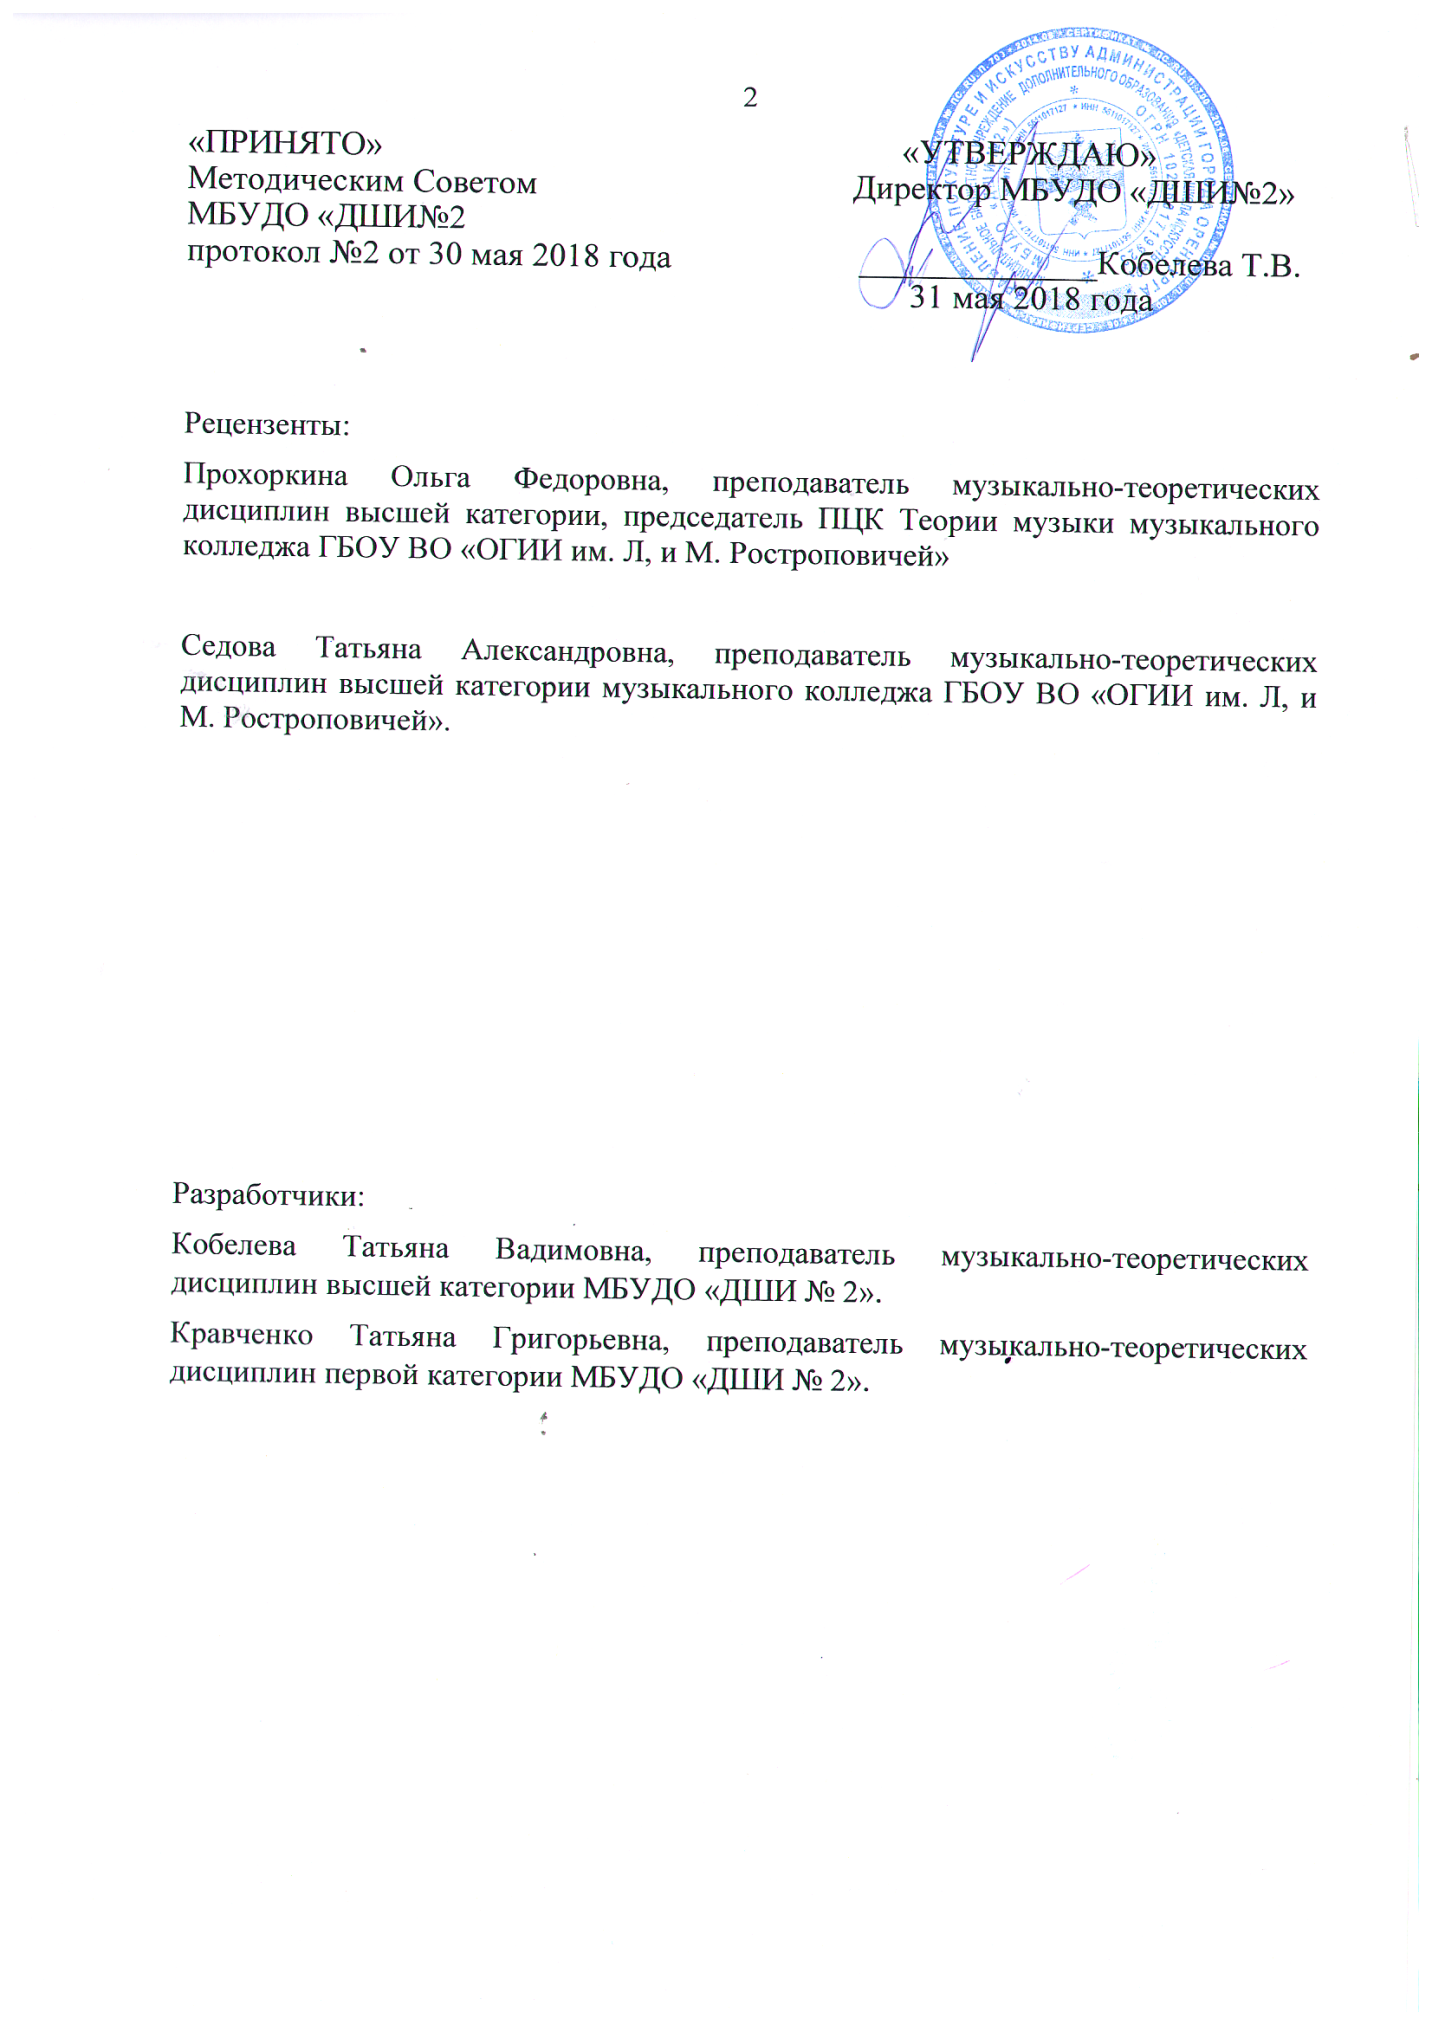 2
«ПРИНЯТО»
Методическим Советом
МБУДО «ДШИ№2
протокол №2 от 30 мая 2018 года
«УТВЕРЖДАЮ»
Директор МБУДО «ДШИ№2»
Кобелева Т.В.
31 мая 2018 года
Рецензенты:
Прохоркина Ольга Федоровна, преподаватель музыкально-теоретических
дисциплин высшей категории, председатель ПЦК Теории музыки музыкального
колледжа ГБОУ ВО «ОГИИ им. Л, и М. Ростроповичей»
Седова Татьяна Александровна, преподаватель музыкально-теоретических
дисциплин высшей категории музыкального колледжа ГБОУ ВО «ОГИИ им. Л, и
М. Ростроповичей».
Разработчики:
Кобелева Татьяна Вадимовна, преподаватель музыкально-теоретических
дисциплин высшей категории МБУДО «ДШИ № 2».
Кравченко Татьяна Григорьевна, преподаватель музыкально-теоретических
дисциплин первой категории МБУДО «ДШИ № 2».